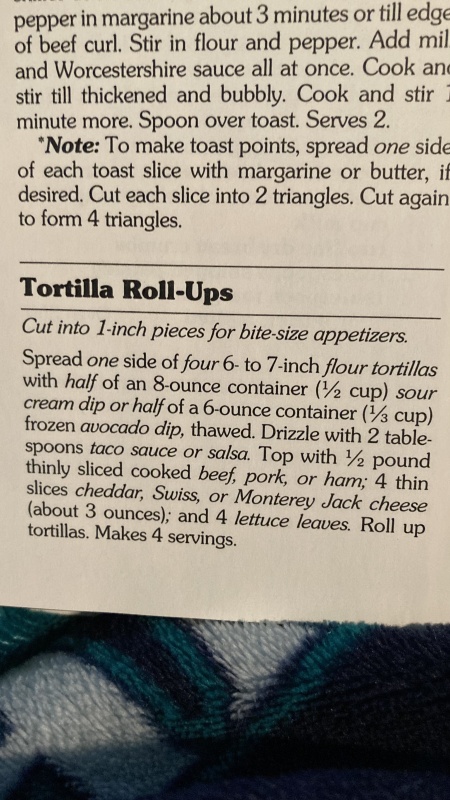 pepper in margarine about 3 minutes or till edge
of beef curl. Stir in flour and pepper. Add mil
and Worcestershire sauce all at once. Cook and
stir till thickened and bubbly. Cook and stir 1
minute more. Spoon over toast. Serves 2.
*Note: To make toast points, spread one side
of each toast slice with margarine or butter, if
desired. Cut each slice into 2 triangles. Cut again
to form 4 triangles.
Tortilla Roll-Ups
Cut into 1-inch pieces for bite-size appetizers.
Spread one side of four 6- to 7-inch flour tortillas
with half of an 8-ounce container (½ cup) sour
cream dip or half of a 6-ounce container (⅓ cup)
frozen avocado dip, thawed. Drizzle with 2 table-
spoons taco sauce or salsa. Top with ½ pound
thinly sliced cooked beef, pork, or ham; 4 thin
slices cheddar, Swiss, or Monterey Jack cheese
(about 3 ounces); and 4 lettuce leaves. Roll up
tortillas. Makes 4 servings.